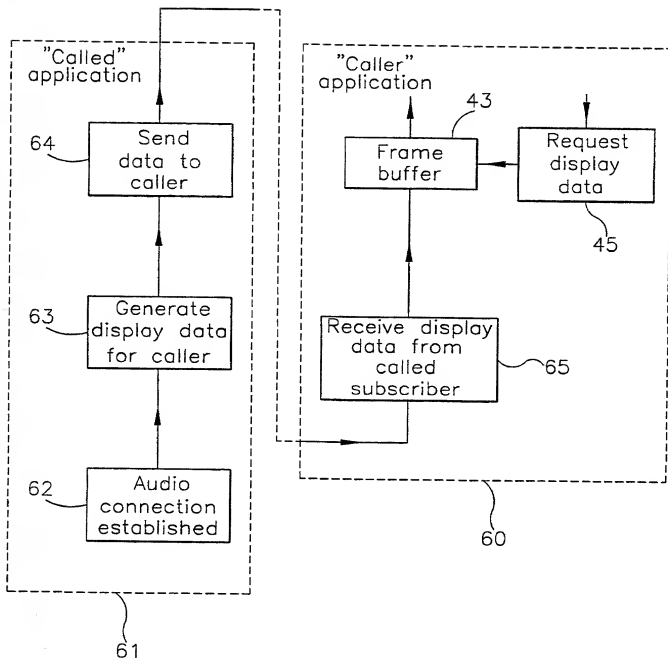 "Called"
application
64
Send
data to
caller
63
Generate
display data
for caller
62
Audio
connection
established
61
"Caller"
application
43
Frame
buffer
Request
display
data
45
Receive display
data from
called
subscriber
65
60